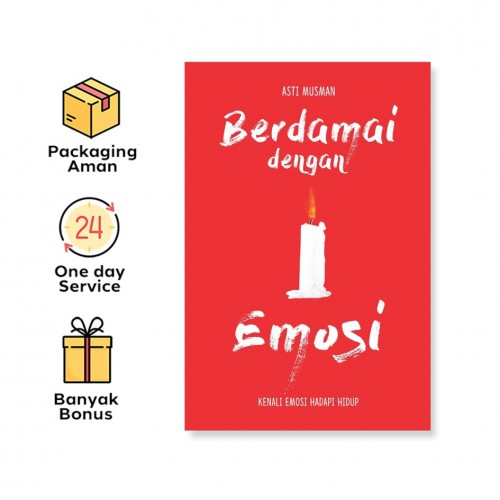 Packaging
Aman
24
One day
Service
Banyak
Bonus
ASTI MUSMAN
Berdamai
dengan
Emosi
KENALI EMOSI HADAPI HIDUP